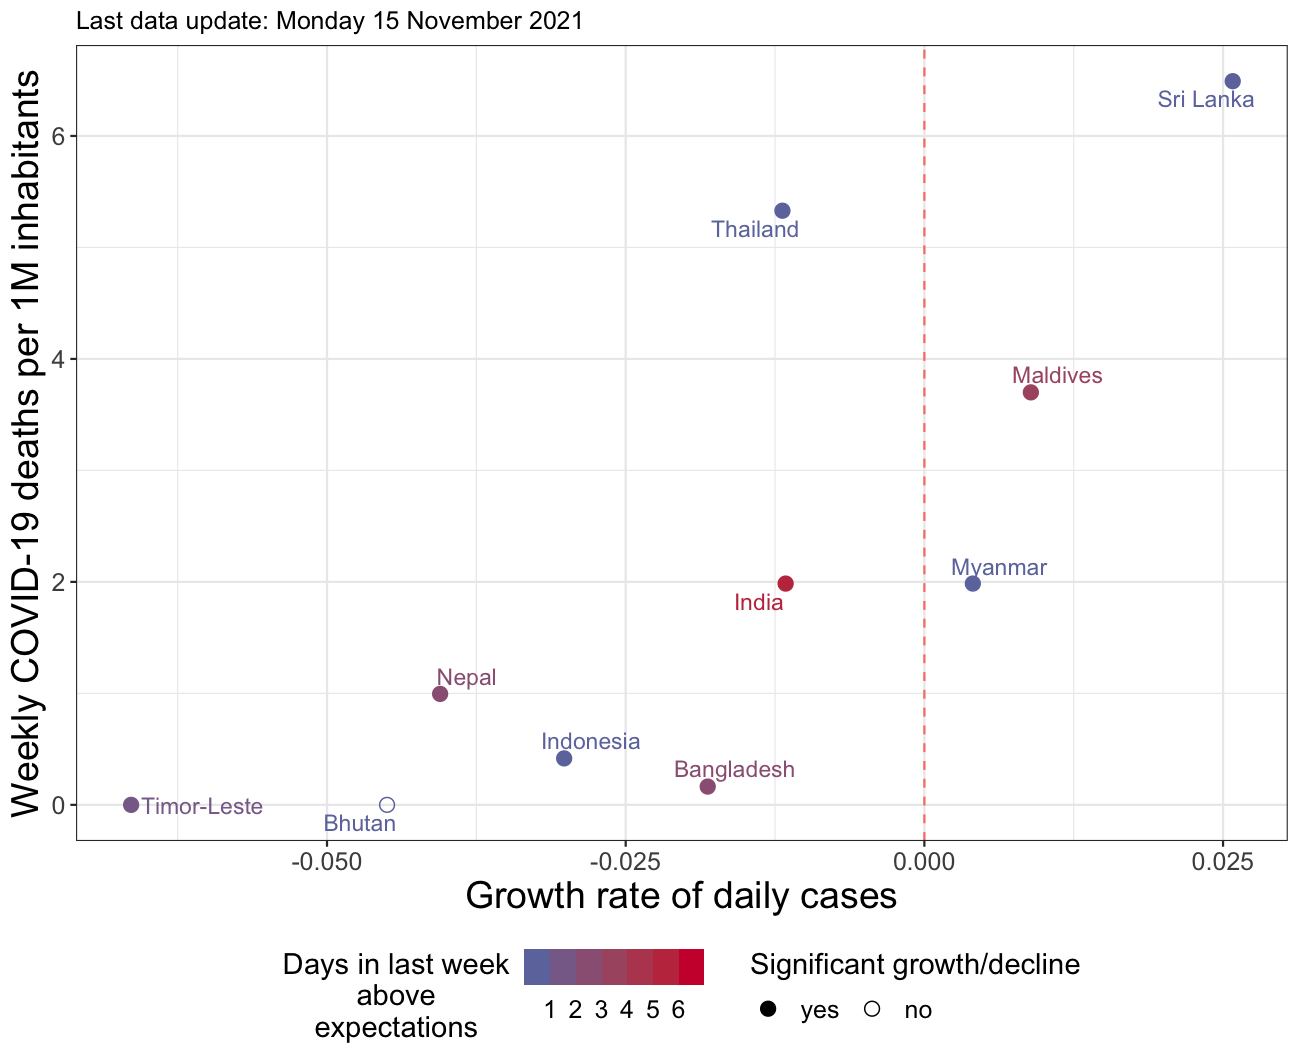 Last data update: Monday 15 November 2021
Weekly COVID-19 deaths per 1M inhabitants
6
4
2
0
Sri Lanka
Thailand
Maldives
Myanmar
India
Nepal
Indonesia
Bangladesh
Timor-Leste
Bhutan
-0.050
-0.025
0.000
0.025
Growth rate of daily cases
Days in last week
above
expectations
1 2 3 4 5 6
Significant growth/decline
yes no